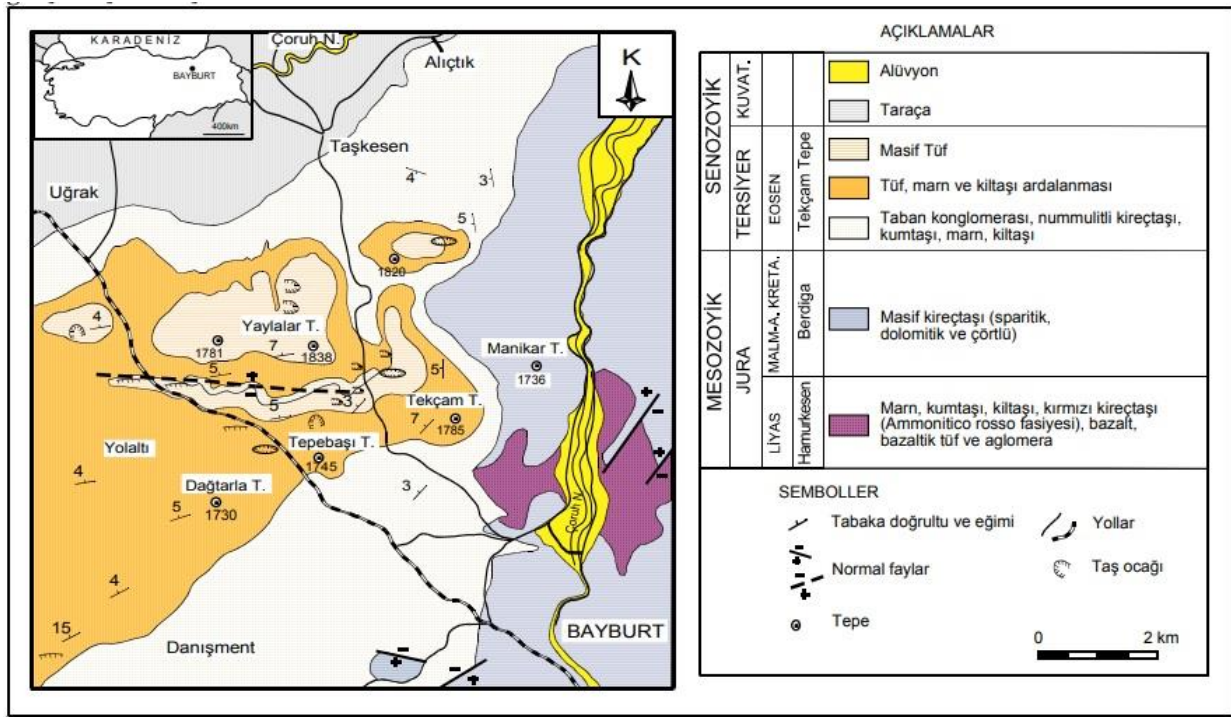 KARADENİZ
BAYBURT
400km
Çoruh N.
Alıçtık
K
Taşkesen
Uğrak
4
3
5
1820
4
Yaylalar T.
1781
7
1838
5
Manikar T.
1736
5
5
3
Tekçam T.
7
1785
Yolaltı
Tepebaşı T.
1745
4
Dağtarla T.
5
1730
3
Çoruh N.
4
15
Danışment
BAYBURT
AÇIKLAMALAR
SENOZOYİK
KUVAT.
Alüvyon
Taraça
TERSİYER
EOSEN
Tekçam Tepe
Masif Tüf
Tüf, marn ve kiltaşı ardalanması
Taban konglomerası, nummulitli kireçtaşı,
kumtaşı, marn, kiltaşı
MESOZOYİK
JURA
MALM-A. KRETA.
Berdiga
Masif kireçtaşı (sparitik,
dolomitik ve çörtlü)
LİYAS
Hamurkesen
Marn, kumtaşı, kiltaşı, kırmızı kireçtaşı
(Ammonitico rosso fasiyesi), bazalt,
bazaltik tüf ve aglomera
SEMBOLLER
Tabaka doğrultu ve eğimi
Yollar
Normal faylar
Taş ocağı
Tepe
0 2 km